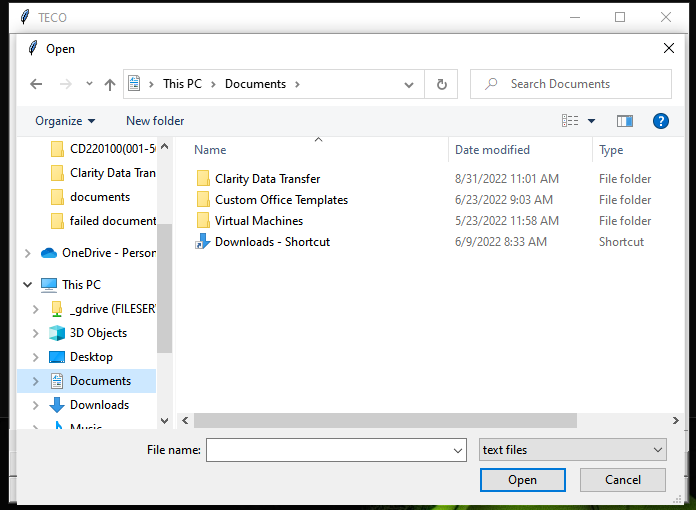 TECO
Open
This PC > Documents >
Search Documents
Organize
New folder
Name
Date modified
Type
CD220100(001-50
Clarity Data Tran
documents
failed document
OneDrive - Person
This PC
_gdrive (FILESER
3D Objects
Desktop
Documents
Downloads
Music
Clarity Data Transfer 8/31/2022 11:01 AM File folder
Custom Office Templates 6/23/2022 9:03 AM File folder
Virtual Machines 5/23/2022 11:58 AM File folder
Downloads - Shortcut 6/9/2022 8:33 AM Shortcut
File name:
text files
Open
Cancel